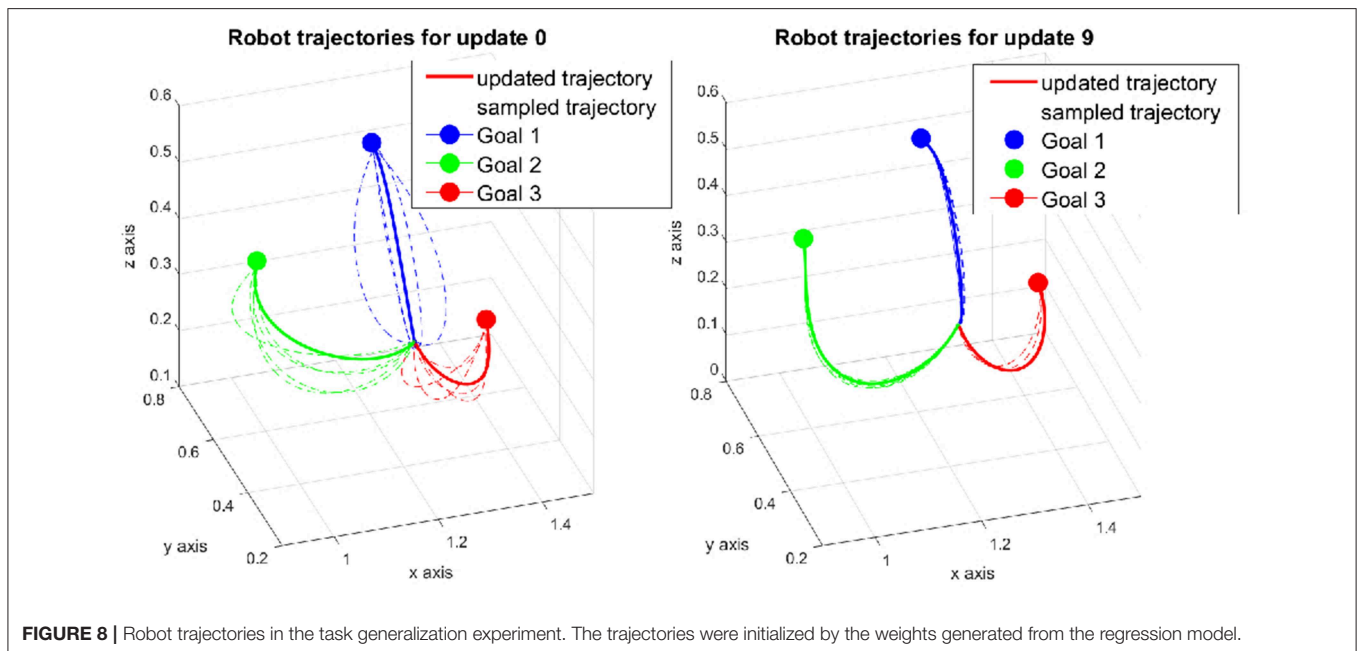 Robot trajectories for update 0
updated trajectory
sampled trajectory
Goal 1
Goal 2
Goal 3
z axis
0.6
0.5
0.4
0.3
0.2
0.1
0.8
0.6
0.4
0.2
y axis
1
1.2
1.4
x axis
Robot trajectories for update 9
updated trajectory
sampled trajectory
Goal 1
Goal 2
Goal 3
z axis
0.6
0.5
0.4
0.3
0.2
0.1
0
0.8
0.6
0.4
0.2
y axis
1
1.2
1.4
x axis
FIGURE 8 | Robot trajectories in the task generalization experiment. The trajectories were initialized by the weights generated from the regression model.